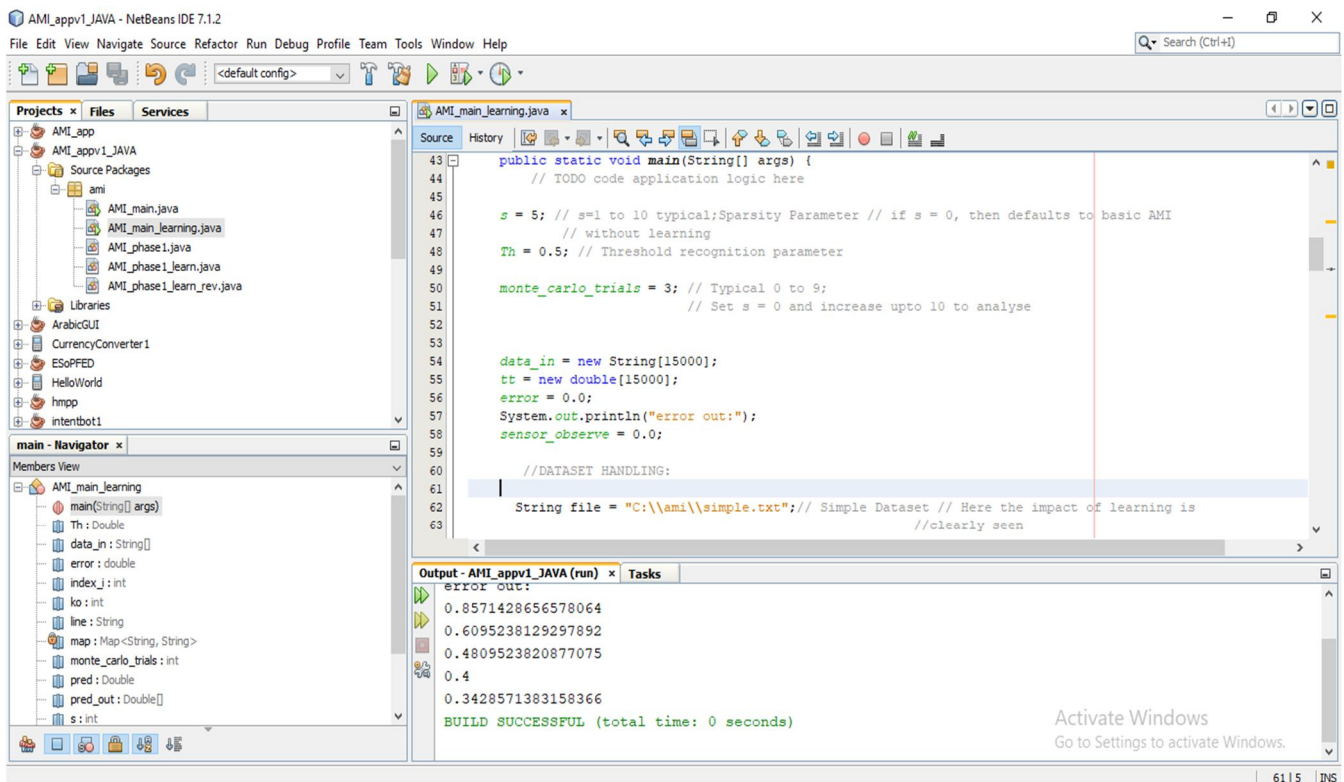 AMI_appv1_JAVA - NetBeans IDE 7.1.2
File Edit View Navigate Source Refactor Run Debug Profile Team Tools Window Help
Search (Ctrl+I)
<default config>
Projects Files Services
AMI_app
AMI_appv1_JAVA
Source Packages
ami
AMI_main.java
AMI_main_learning.java
AMI_phase1.java
AMI_phase1_learn.java
AMI_phase1_learn_rev.java
Libraries
ArabicGUI
CurrencyConverter1
ESoPFED
HelloWorld
hmpp
intentbot1
main - Navigator
Members View
AMI_main_learning
main(String[] args)
Th : Double
data_in : String[]
error : double
index_i : int
ko : int
line : String
map : Map<String, String>
monte_carlo_trials : int
pred : Double
pred_out : Double[]
s : int
AMI_main_learning.java
Source History
43 public static void main(String[] args) {
44 // TODO code application logic here
45
46 s = 5; // s=1 to 10 typical;Sparsity Parameter // if s = 0, then defaults to basic AMI
47 // without learning
48 Th = 0.5; // Threshold recognition parameter
49
50 monte_carlo_trials = 3; // Typical 0 to 9;
51 // Set s = 0 and increase upto 10 to analyse
52
53
54 data_in = new String[15000];
55 tt = new double[15000];
56 error = 0.0;
57 System.out.println("error out:");
58 sensor_observe = 0.0;
59
60 //DATASET HANDLING:
61
62 String file = "C:\\ami\\simple.txt";// Simple Dataset // Here the impact of learning is
63 //clearly seen
Output - AMI_appv1_JAVA (run) Tasks
error out:
0.8571428656578064
0.6095238129297892
0.4809523820877075
0.4
0.3428571383158366
BUILD SUCCESSFUL (total time: 0 seconds)
Activate Windows
Go to Settings to activate Windows.
61 | 5 INS